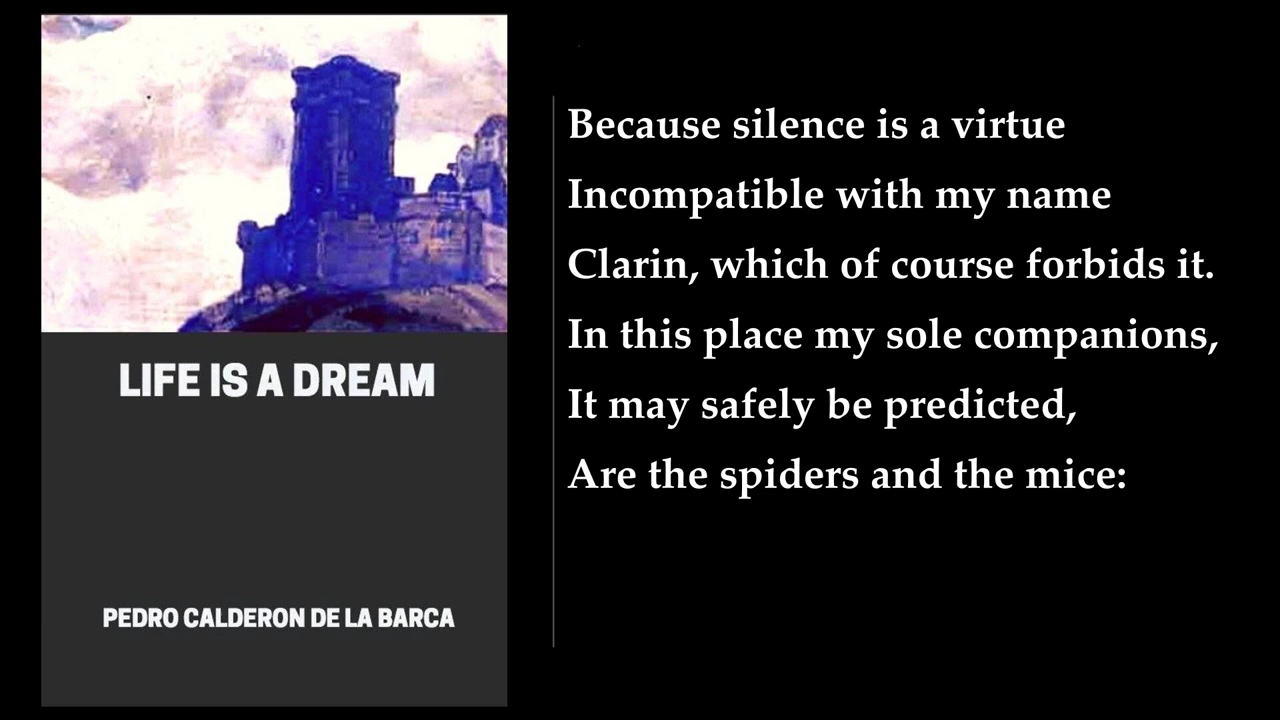 LIFE IS A DREAM
PEDRO CALDERON DE LA BARCA
Because silence is a virtue
Incompatible with my name
Clarin, which of course forbids it.
In this place my sole companions,
It may safely be predicted,
Are the spiders and the mice: